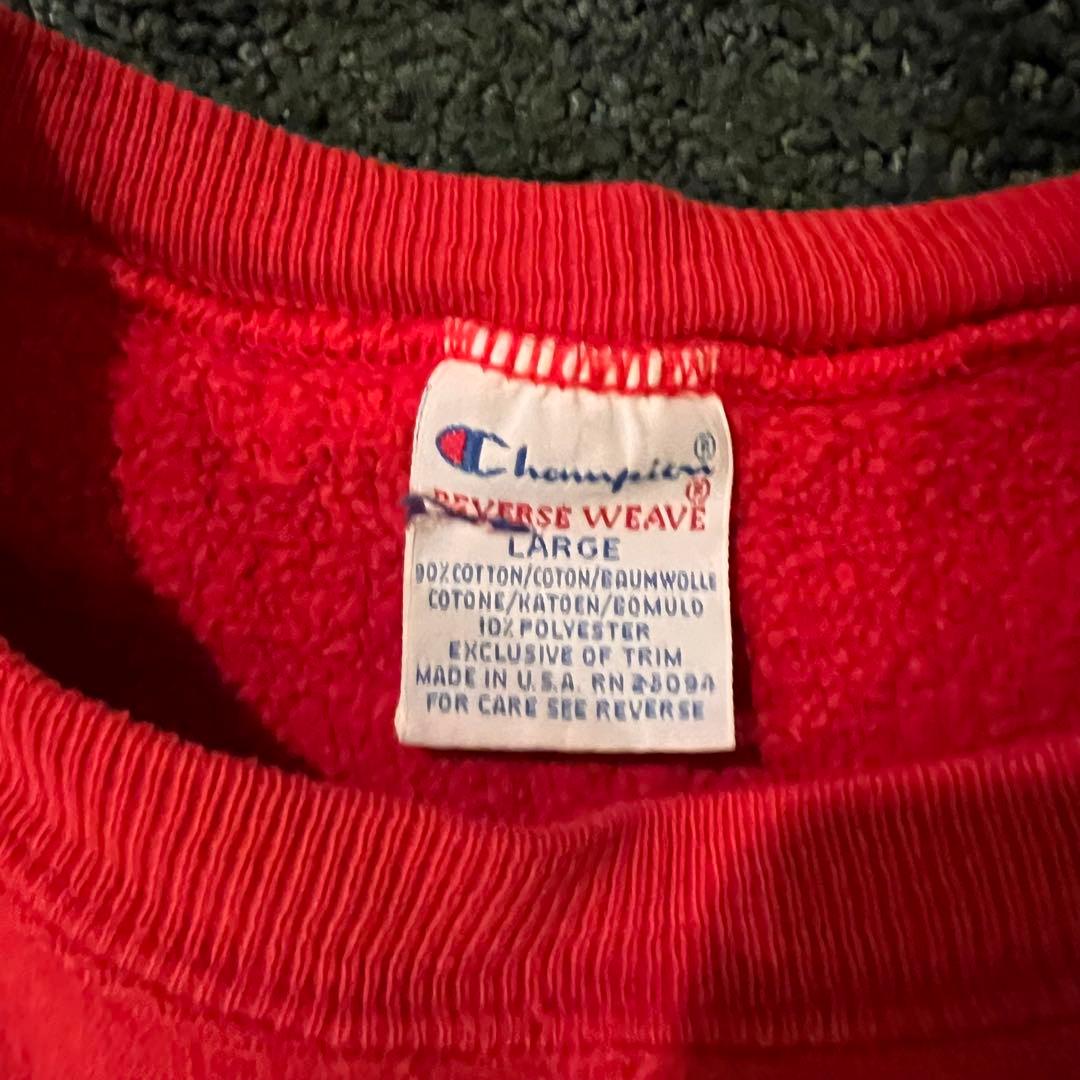 Champion®
REVERSE WEAVE®
LARGE
90% COTTON/COTON/BAUMWOLLE
COTONE/KATOEN/BOMULD
10% POLYESTER
EXCLUSIVE OF TRIM
MADE IN U.S.A. RN 23094
FOR CARE SEE REVERSE